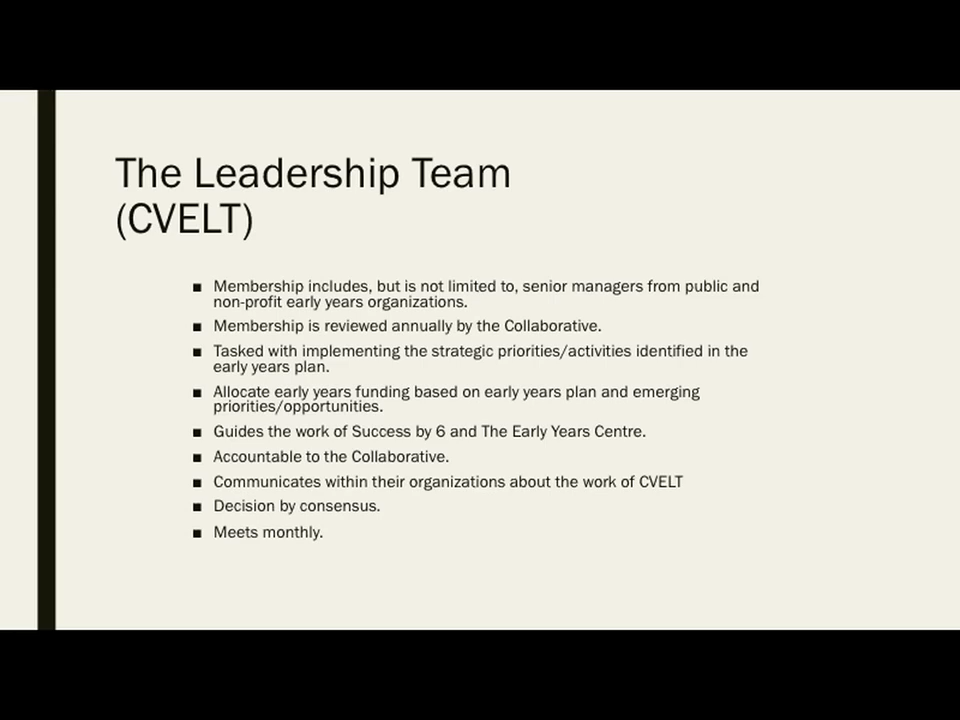 The Leadership Team
(CVELT)
■ Membership includes, but is not limited to, senior managers from public and
non-profit early years organizations.
■ Membership is reviewed annually by the Collaborative.
■ Tasked with implementing the strategic priorities/activities identified in the
early years plan.
■ Allocate early years funding based on early years plan and emerging
priorities/opportunities.
■ Guides the work of Success by 6 and The Early Years Centre.
■ Accountable to the Collaborative.
■ Communicates within their organizations about the work of CVELT
■ Decision by consensus.
■ Meets monthly.